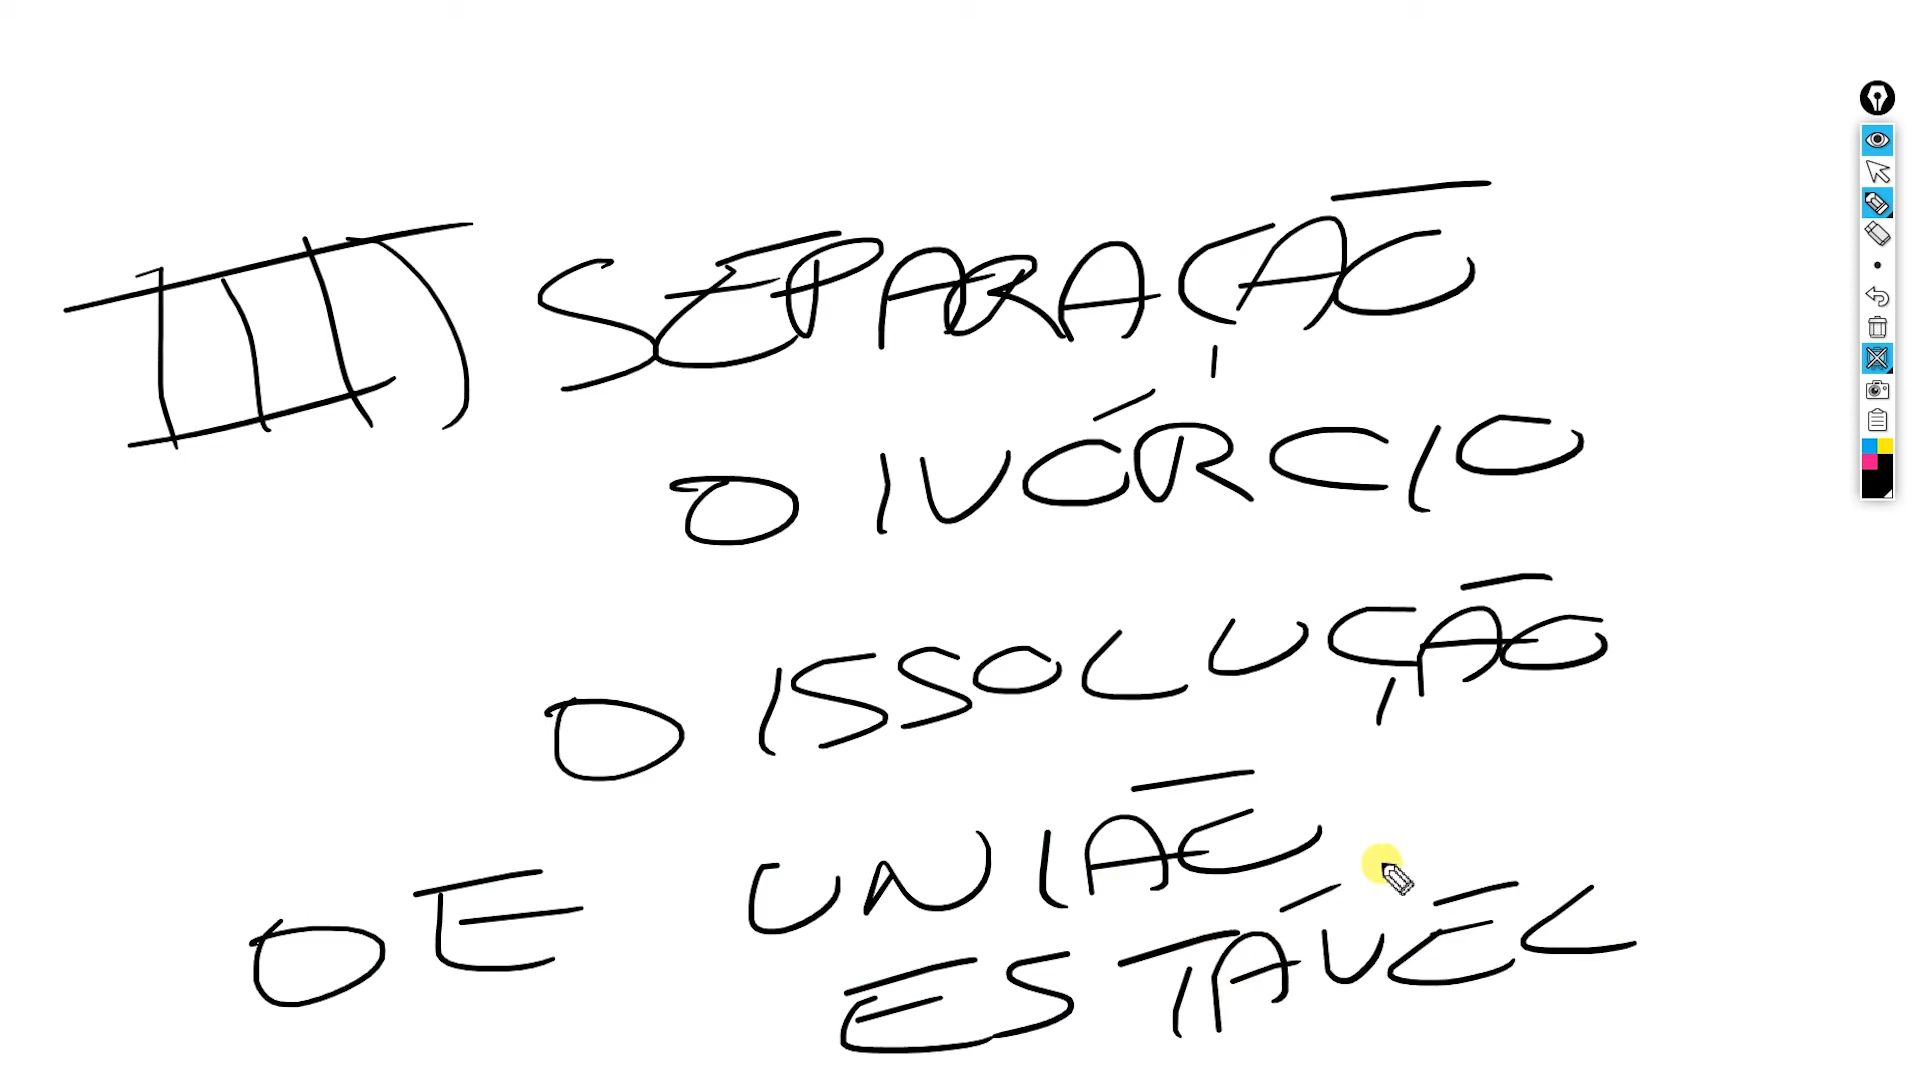 III) SEPARAÇÃO
DIVÓRCIO
DISSOLUÇÃO
DE UNIÃO
ESTÁVEL